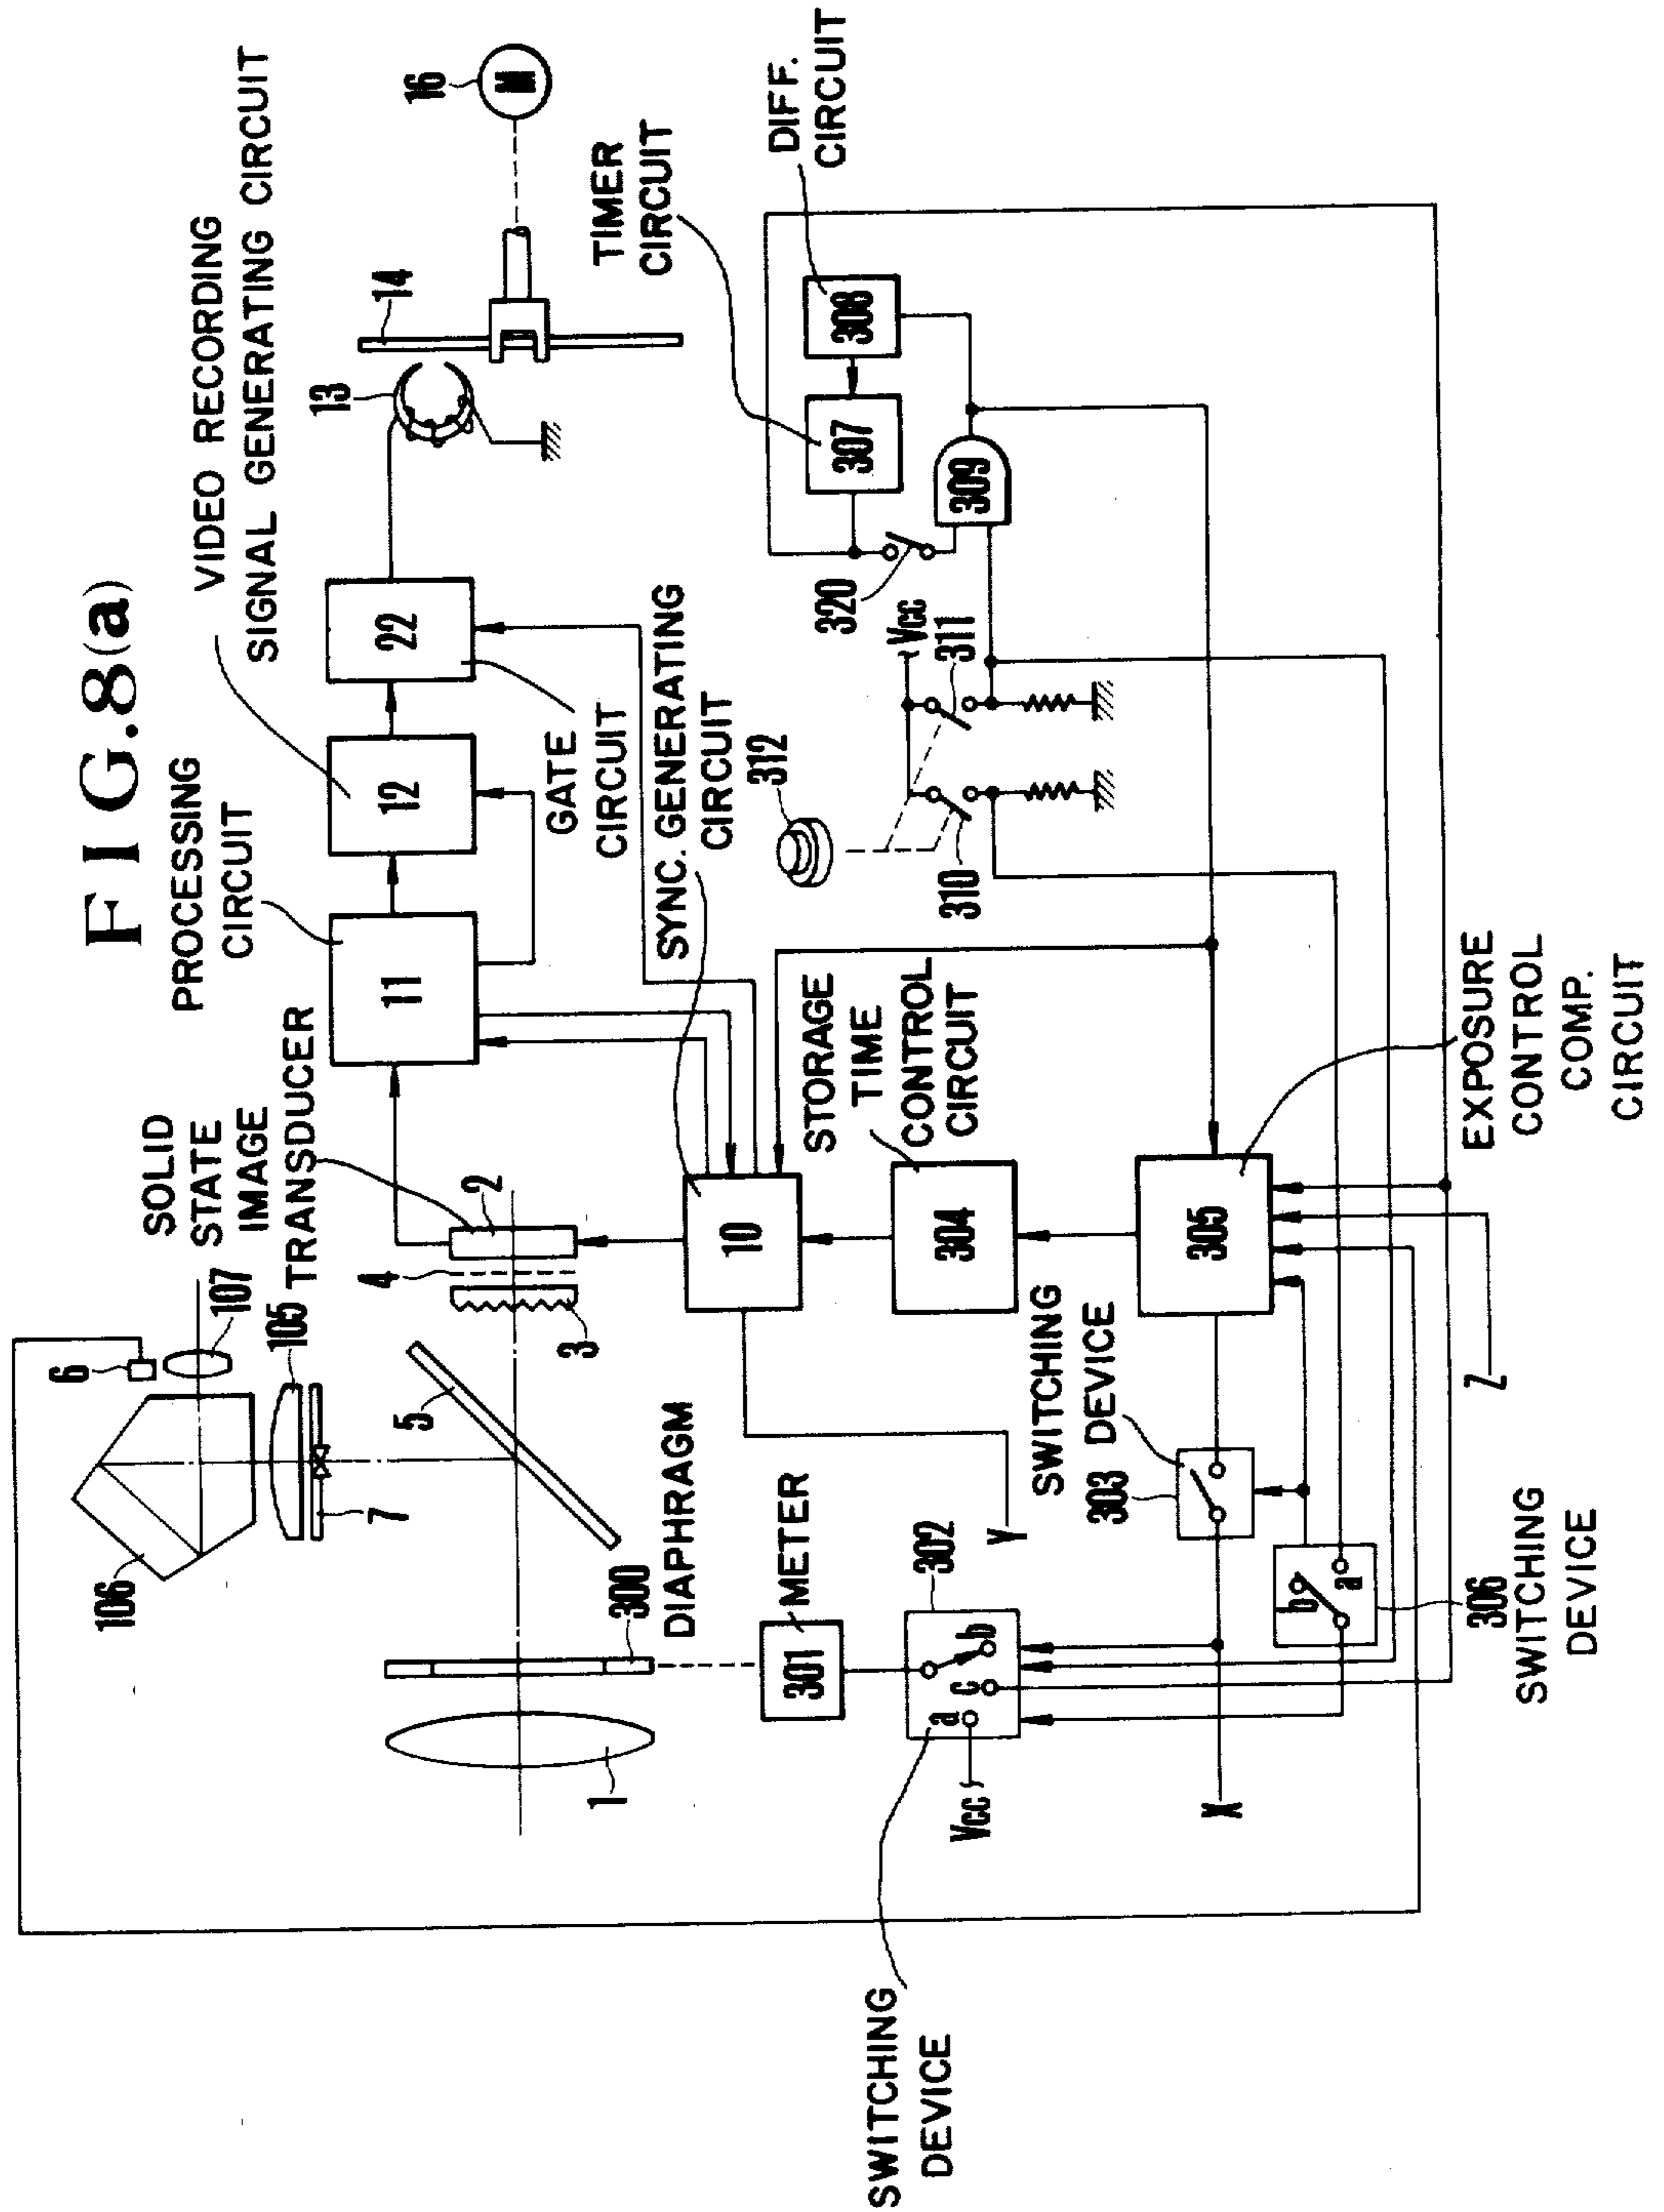 FIG.8(a)
VIDEO RECORDING
SIGNAL GENERATING CIRCUIT
PROCESSING
CIRCUIT
SOLID
STATE
IMAGE
TRANSDUCER
16
M
14
13
22
12
11
GATE
CIRCUIT
SYNC. GENERATING
CIRCUIT
TIMER
CIRCUIT
DIFF.
CIRCUIT
308
307
309
320
Vcc
311
312
310
6
107
105
106
7
5
4
2
3
10
STORAGE
TIME
CONTROL
CIRCUIT
304
305
EXPOSURE
CONTROL
COMP.
CIRCUIT
1
300
DIAPHRAGM
301
METER
302
a
c
b
Vcc
Y
SWITCHING
DEVICE
303
X
Z
b
a
306
SWITCHING
DEVICE
SWITCHING
DEVICE